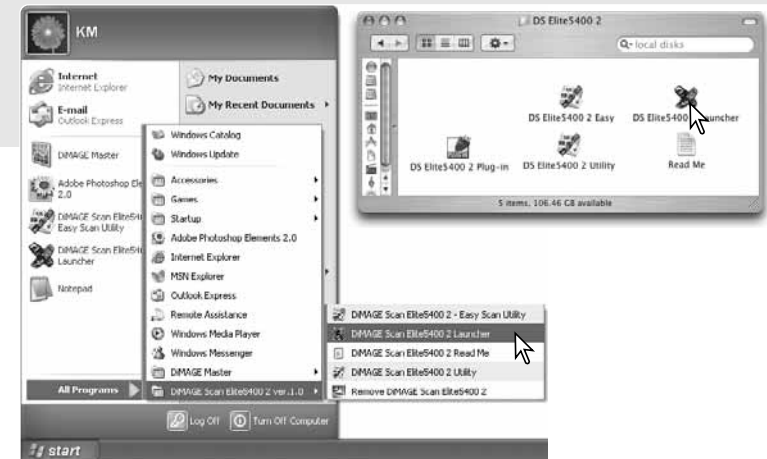 KM
Internet
Internet Explorer
E-mail
Outlook Express
DiMAGE Master
Adobe Photoshop Ele
2.0
DiMAGE Scan Elite54
Easy Scan Utility
DiMAGE Scan Elite54
Launcher
Notepad
All Programs
My Documents
My Recent Documents
Windows Catalog
Windows Update
Accessories
Games
Startup
Adobe Photoshop Elements 2.0
Internet Explorer
MSN Explorer
Outlook Express
Remote Assistance
Windows Media Player
Windows Messenger
DiMAGE Master
DiMAGE Scan Elite5400 2 ver.1.0
DiMAGE Scan Elite5400 2 - Easy Scan Utility
DiMAGE Scan Elite5400 2 Launcher
DiMAGE Scan Elite5400 2 Read Me
DiMAGE Scan Elite5400 2 Utility
Remove DiMAGE Scan Elite5400 2
Log Off
Turn Off Computer
start
DS Elite5400 2
local disks
DS Elite5400 2 Easy
DS Elite5400 uncher
DS Elite5400 2 Plug-in
DS Elite5400 2 Utility
Read Me
5 items, 106.46 GB available